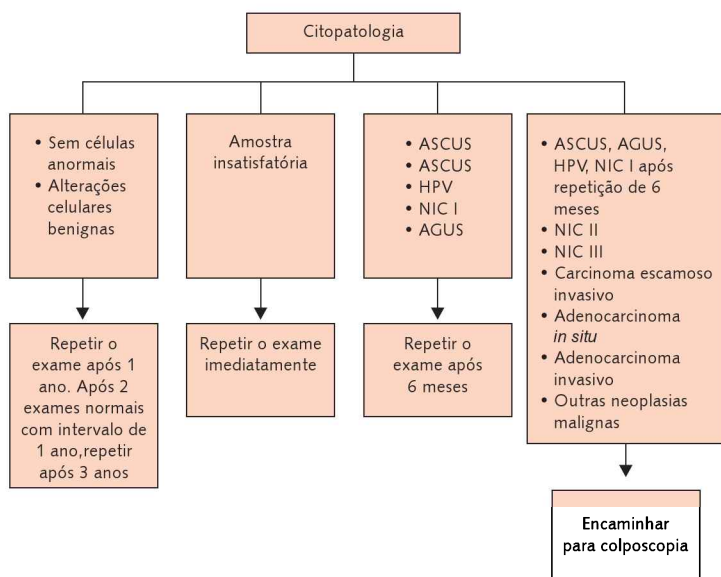 Citopatologia
• Sem células
anormais
• Alterações
celulares
benignas
Amostra
insatisfatória
• ASCUS
• ASCUS
• HPV
• NIC I
• AGUS
• ASCUS, AGUS,
HPV, NIC I após
repetição de 6
meses
• NIC II
• NIC III
• Carcinoma escamoso
invasivo
• Adenocarcinoma
in situ
• Adenocarcinoma
invasivo
• Outras neoplasias
malignas
Repetir o
exame após 1
ano. Após 2
exames normais
com intervalo de
1 ano,repetir
após 3 anos
Repetir o exame
imediatamente
Repetir o
exame após
6 meses
Encaminhar
para colposcopia